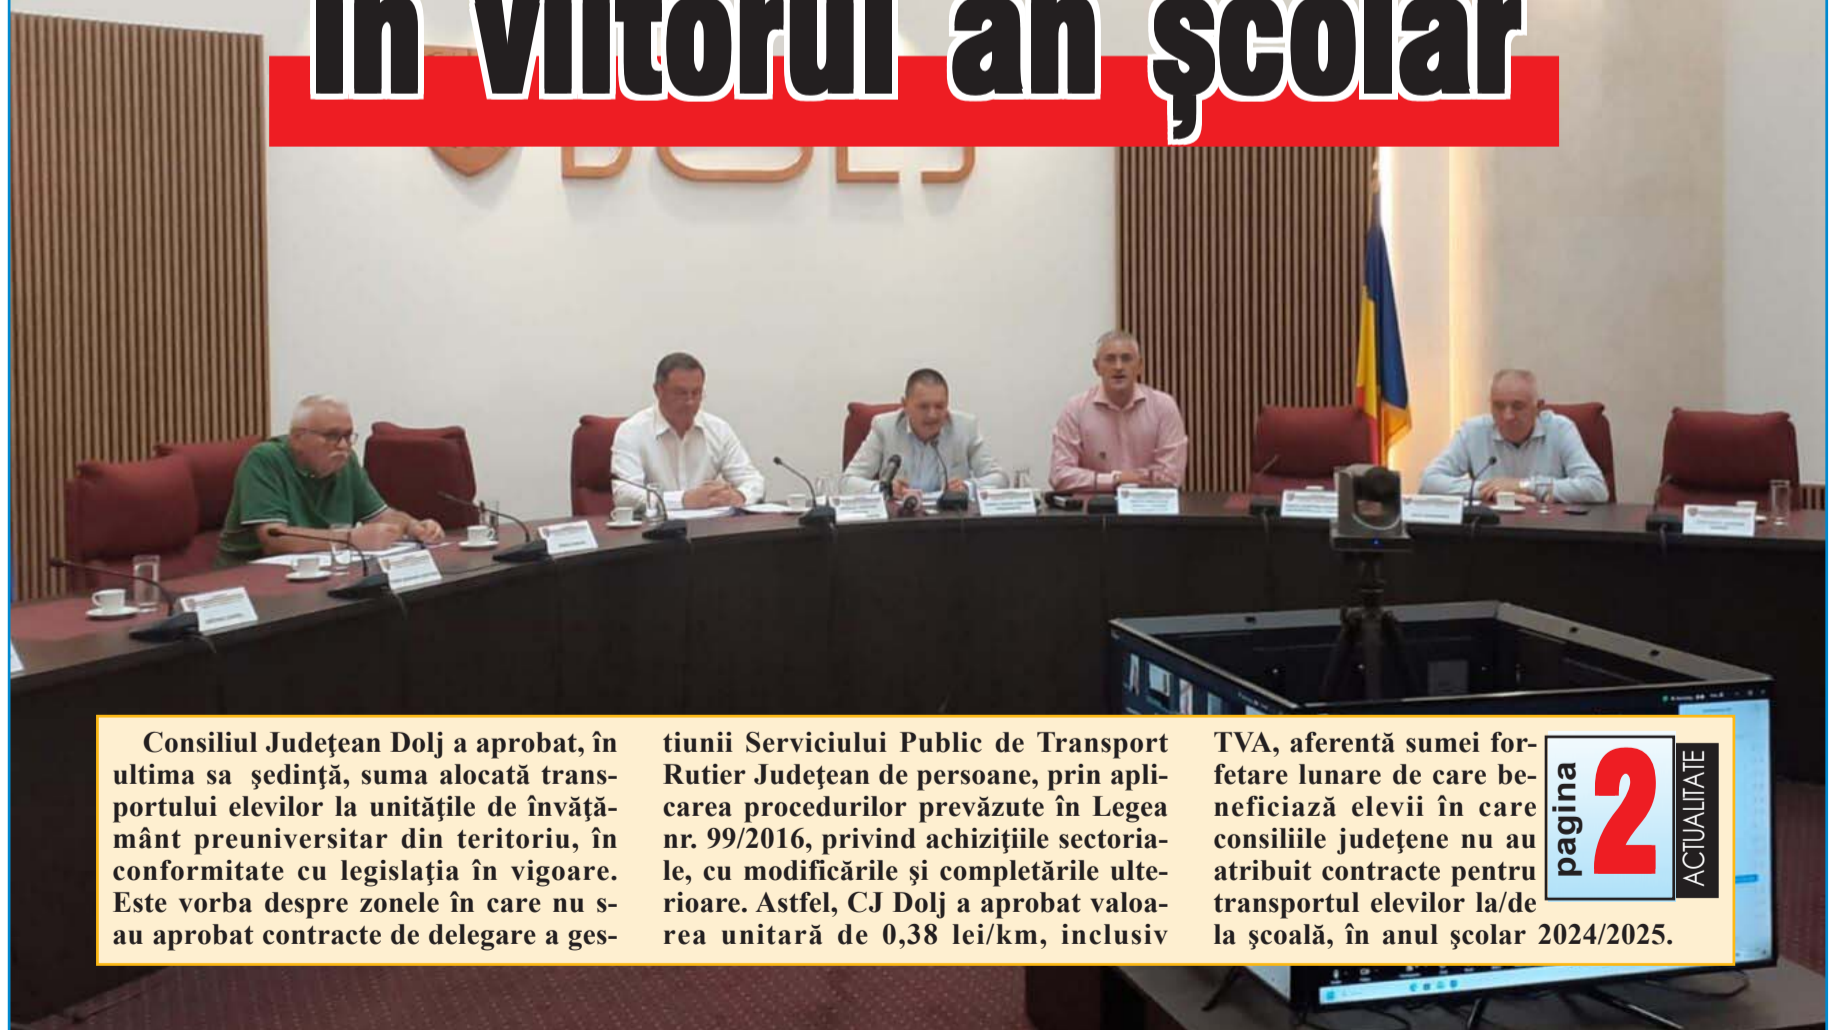 în viitorul an şcolar
DOLJ
Consiliul Judeţean Dolj a aprobat, în
ultima sa şedinţă, suma alocată trans-
portului elevilor la unităţile de învăţă-
mânt preuniversitar din teritoriu, în
conformitate cu legislaţia în vigoare.
Este vorba despre zonele în care nu s-
au aprobat contracte de delegare a ges-
tiunii Serviciului Public de Transport
Rutier Judeţean de persoane, prin apli-
carea procedurilor prevăzute în Legea
nr. 99/2016, privind achiziţiile sectoria-
le, cu modificările şi completările ulte-
rioare. Astfel, CJ Dolj a aprobat valoa-
rea unitară de 0,38 lei/km, inclusiv
TVA, aferentă sumei for-
fetare lunare de care be-
neficiază elevii în care
consiliile judeţene nu au
atribuit contracte pentru
transportul elevilor la/de
la şcoală, în anul şcolar 2024/2025.
pagina
2
ACTUALITATE